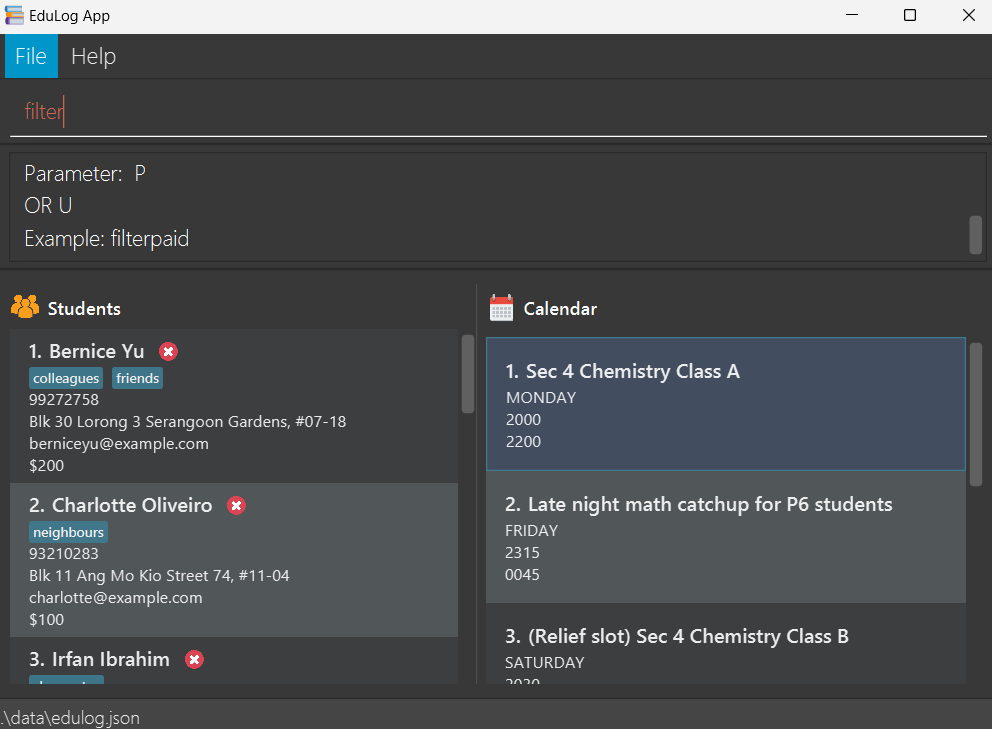 EduLog App
File Help
filter
Parameter: P
OR U
Example: filterpaid
Students
1. Bernice Yu
colleagues friends
99272758
Blk 30 Lorong 3 Serangoon Gardens, #07-18
berniceyu@example.com
$200
2. Charlotte Oliveiro
neighbours
93210283
Blk 11 Ang Mo Kio Street 74, #11-04
charlotte@example.com
$100
3. Irfan Ibrahim
Calendar
1. Sec 4 Chemistry Class A
MONDAY
2000
2200
2. Late night math catchup for P6 students
FRIDAY
2315
0045
3. (Relief slot) Sec 4 Chemistry Class B
SATURDAY
.\data\edulog.json